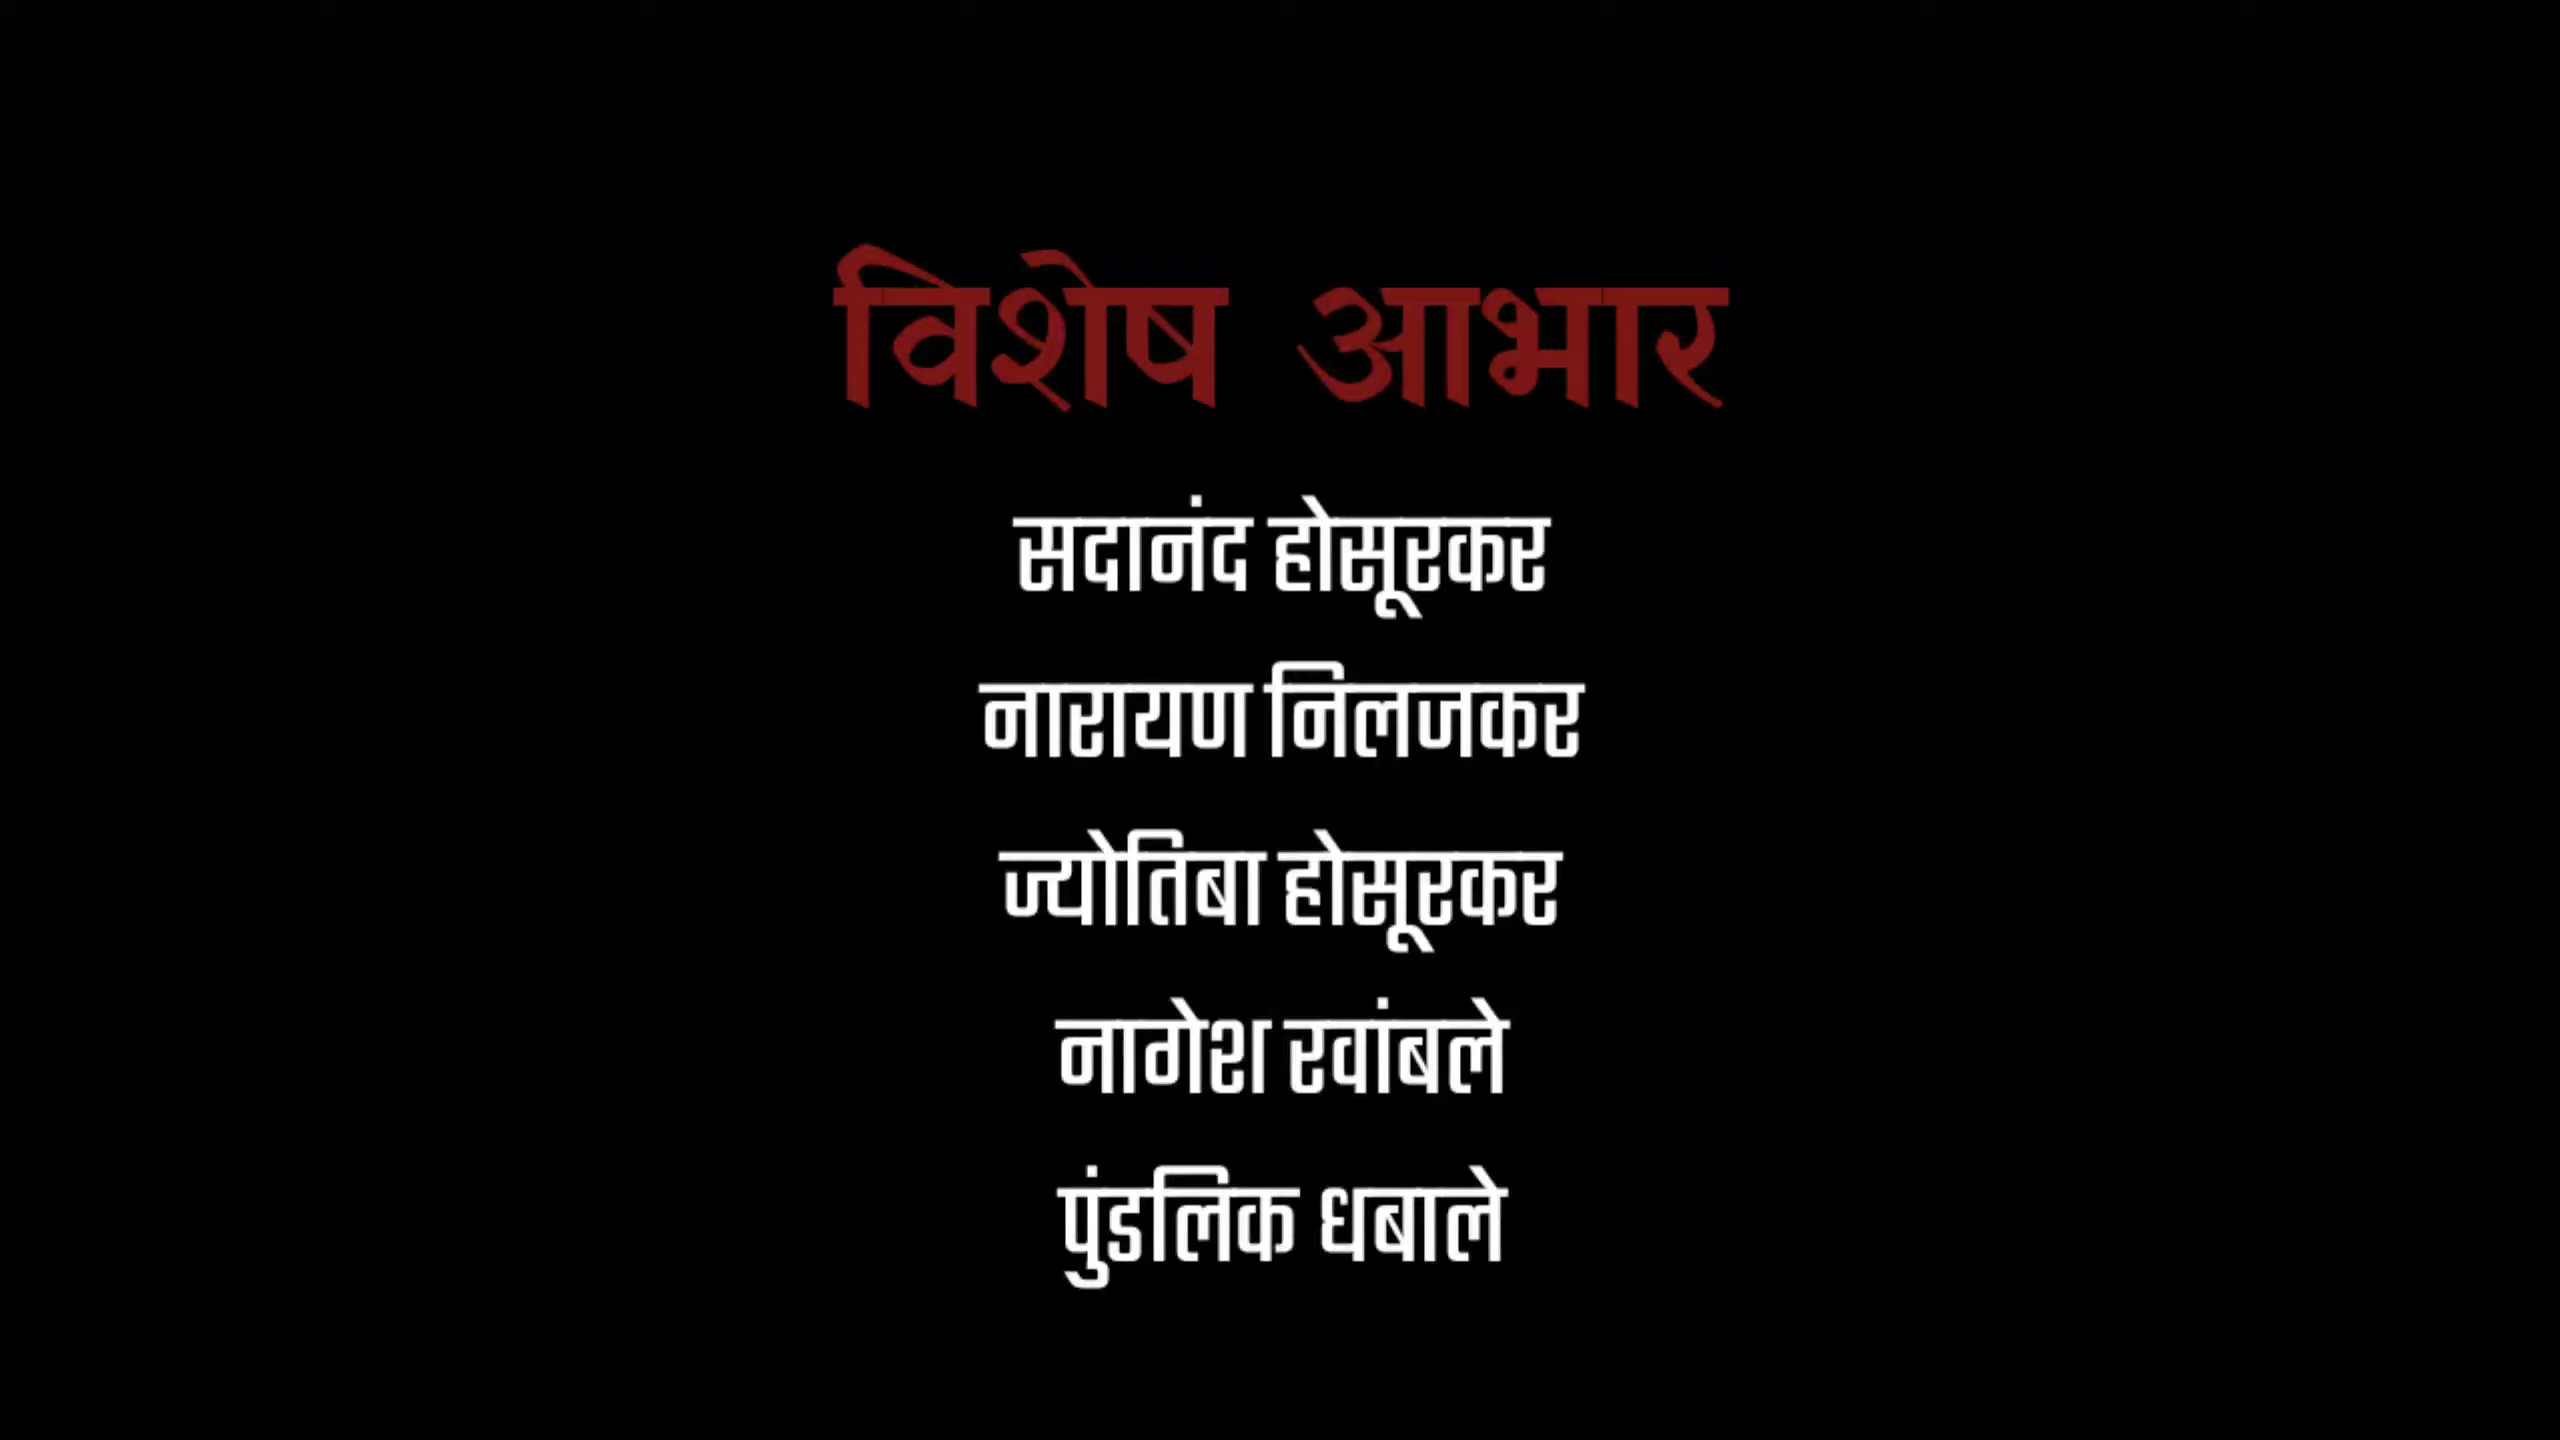 विशेष आभार
सदानंद होसूरकर
नारायण निलजकर
ज्योतिबा होसूरकर
नागेश खांबले
पुंडलिक धबाले